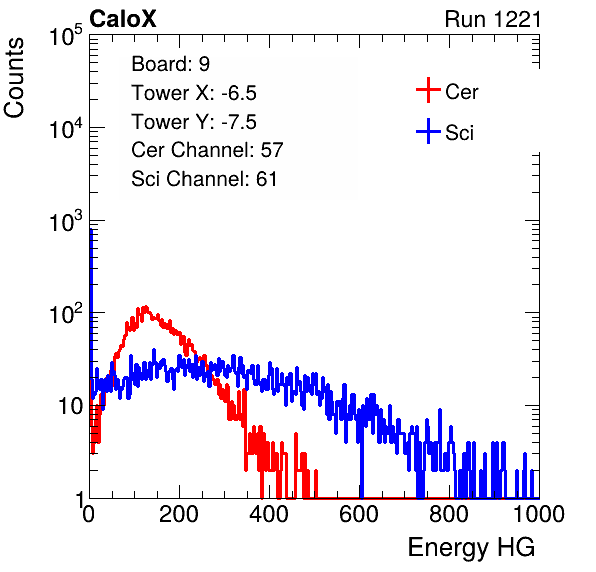 CaloX Run 1221
Counts
10^5
10^4
10^3
10^2
10
1
Board: 9
Tower X: -6.5
Tower Y: -7.5
Cer Channel: 57
Sci Channel: 61
Cer
Sci
0 200 400 600 800 1000
Energy HG